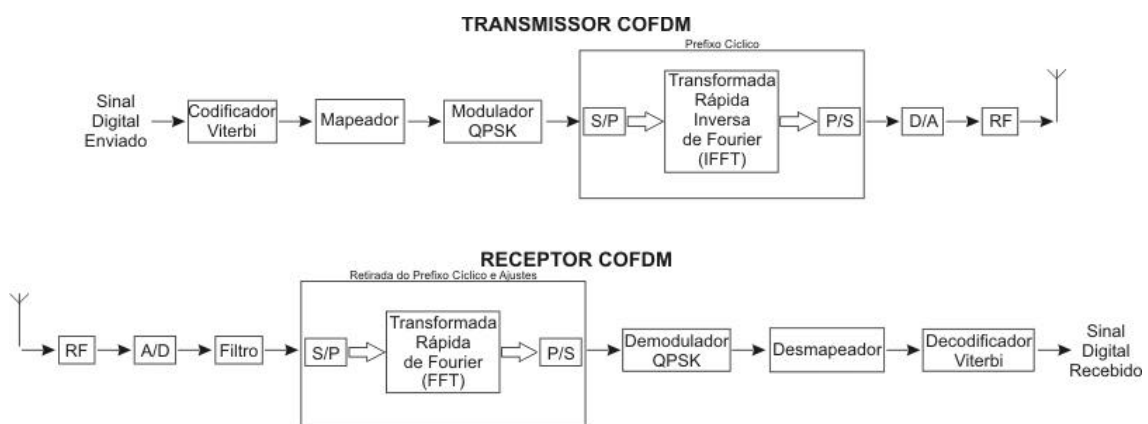 TRANSMISSOR COFDM
Prefixo Cíclico
Sinal
Digital
Enviado
Codificador
Viterbi
Mapeador
Modulador
QPSK
S/P
Transformada
Rápida
Inversa
de Fourier
(IFFT)
P/S
D/A
RF
RECEPTOR COFDM
Retirada do Prefixo Cíclico e Ajustes
RF
A/D
Filtro
S/P
Transformada
Rápida
de Fourier
(FFT)
P/S
Demodulador
QPSK
Desmapeador
Decodificador
Viterbi
Sinal
Digital
Recebido